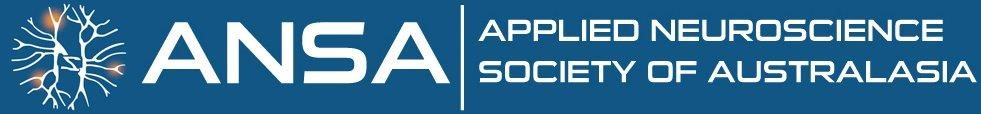 ANSA
APPLIED NEUROSCIENCE
SOCIETY OF AUSTRALASIA